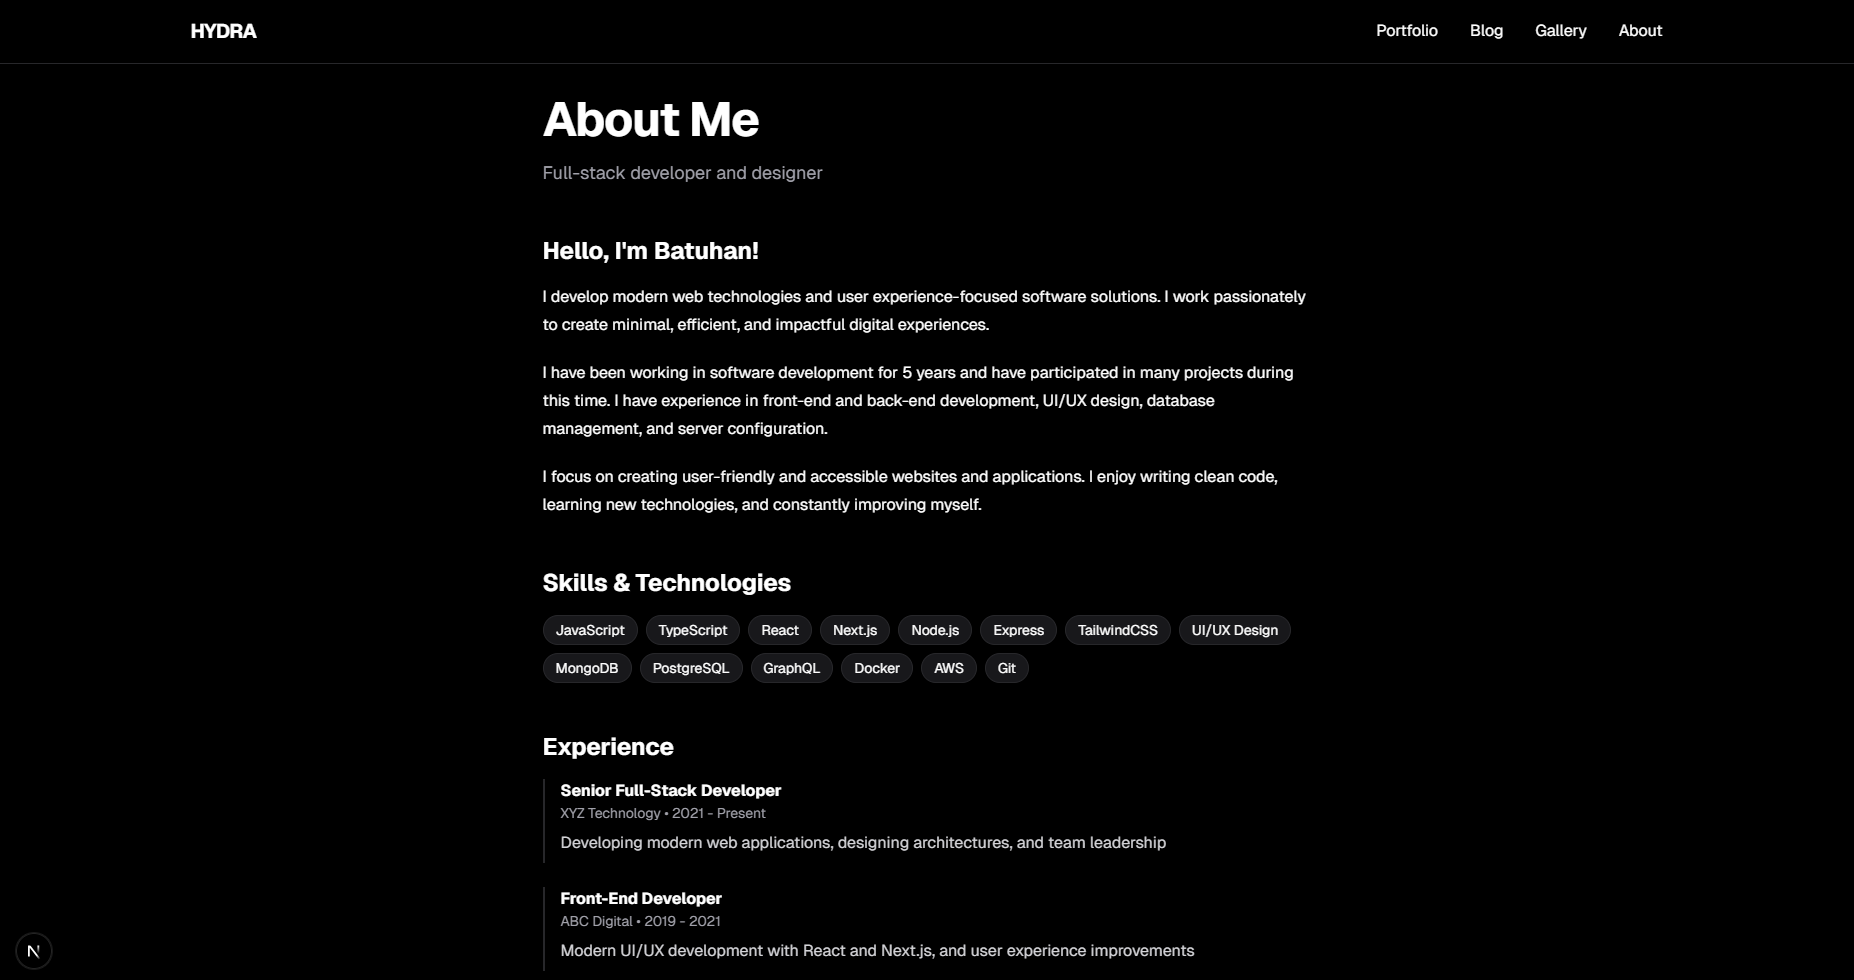 HYDRA
Portfolio Blog Gallery About
About Me
Full-stack developer and designer
Hello, I'm Batuhan!
I develop modern web technologies and user experience-focused software solutions. I work passionately
to create minimal, efficient, and impactful digital experiences.
I have been working in software development for 5 years and have participated in many projects during
this time. I have experience in front-end and back-end development, UI/UX design, database
management, and server configuration.
I focus on creating user-friendly and accessible websites and applications. I enjoy writing clean code,
learning new technologies, and constantly improving myself.
Skills & Technologies
JavaScript TypeScript React Next.js Node.js Express TailwindCSS UI/UX Design
MongoDB PostgreSQL GraphQL Docker AWS Git
Experience
Senior Full-Stack Developer
XYZ Technology • 2021 - Present
Developing modern web applications, designing architectures, and team leadership
Front-End Developer
ABC Digital • 2019 - 2021
Modern UI/UX development with React and Next.js, and user experience improvements
N